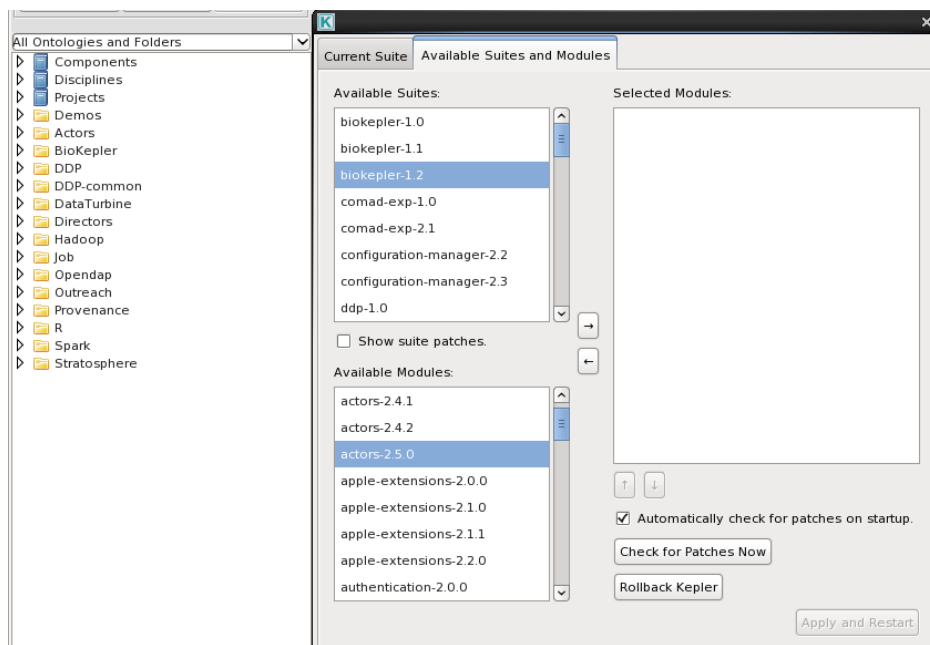 All Ontologies and Folders
Components
Disciplines
Projects
Demos
Actors
BioKepler
DDP
DDP-common
DataTurbine
Directors
Hadoop
Job
Opendap
Outreach
Provenance
R
Spark
Stratosphere
K
Current Suite
Available Suites and Modules
Available Suites:
biokepler-1.0
biokepler-1.1
biokepler-1.2
comad-exp-1.0
comad-exp-2.1
configuration-manager-2.2
configuration-manager-2.3
ddp-1.0
Show suite patches.
Available Modules:
actors-2.4.1
actors-2.4.2
actors-2.5.0
apple-extensions-2.0.0
apple-extensions-2.1.0
apple-extensions-2.1.1
apple-extensions-2.2.0
authentication-2.0.0
→
←
Selected Modules:
↑ ↓
Automatically check for patches on startup.
Check for Patches Now
Rollback Kepler
Apply and Restart